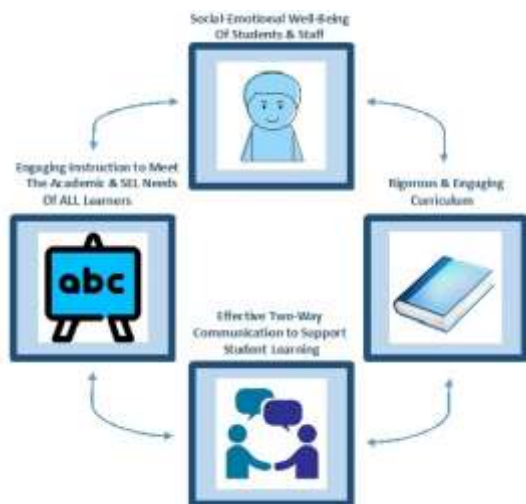 Social-Emotional Well-Being
Of Students & Staff
Engaging Instruction to Meet
The Academic & SEL Needs
Of ALL Learners
Rigorous & Engaging
Curriculum
abc
Effective Two-Way
Communication to Support
Student Learning